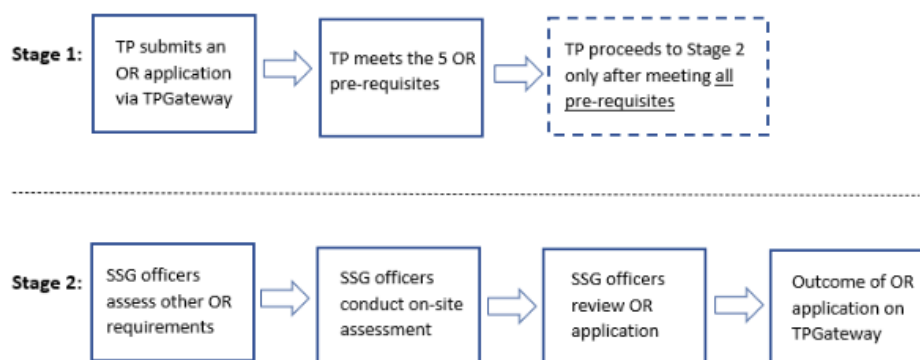 Stage 1:
TP submits an
OR application
via TPGateway
TP meets the 5 OR
pre-requisites
TP proceeds to Stage 2
only after meeting all
pre-requisites
Stage 2:
SSG officers
assess other OR
requirements
SSG officers
conduct on-site
assessment
SSG officers
review OR
application
Outcome of OR
application on
TPGateway